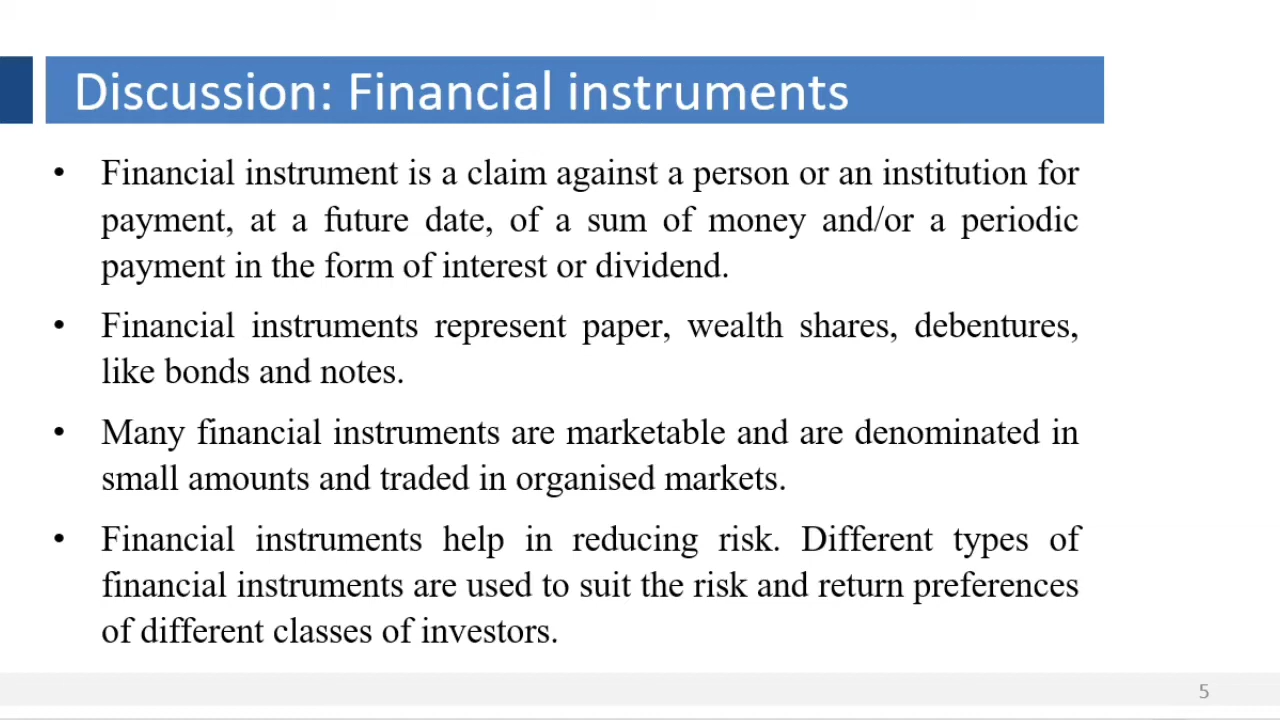 Discussion: Financial instruments
• Financial instrument is a claim against a person or an institution for
payment, at a future date, of a sum of money and/or a periodic
payment in the form of interest or dividend.
• Financial instruments represent paper, wealth shares, debentures,
like bonds and notes.
• Many financial instruments are marketable and are denominated in
small amounts and traded in organised markets.
• Financial instruments help in reducing risk. Different types of
financial instruments are used to suit the risk and return preferences
of different classes of investors.
5